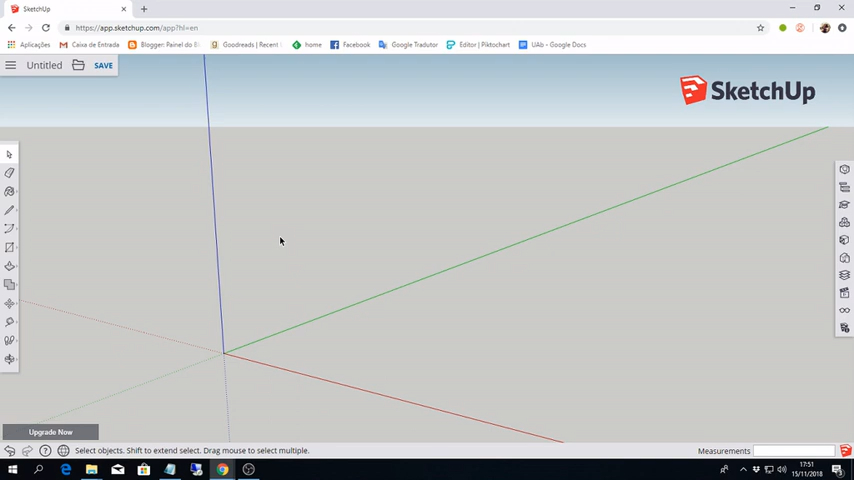 SketchUp
https://app.sketchup.com/app?hl=en
Aplicações
Caixa de Entrada
Blogger: Painel do E
Goodreads | Recent
home
Facebook
Google Tradutor
Editor | Piktochart
UAb - Google Docs
Untitled
SAVE
SketchUp
Upgrade Now
Select objects. Shift to extend select. Drag mouse to select multiple.
Measurements
17:51
15/11/2018